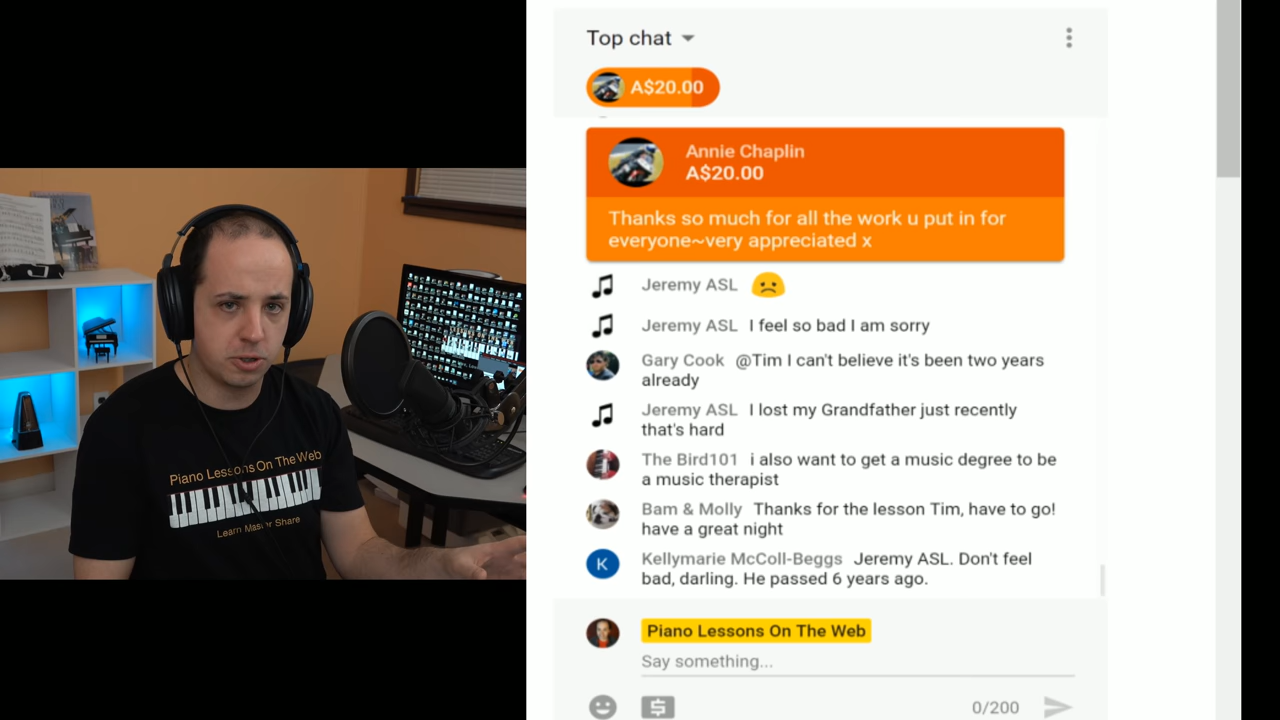 Piano Lessons On The Web
Learn Master Share
Top chat
A$20.00
Annie Chaplin
A$20.00
Thanks so much for all the work u put in for
everyone~very appreciated x
Jeremy ASL
Jeremy ASL I feel so bad I am sorry
Gary Cook @Tim I can't believe it's been two years
already
Jeremy ASL I lost my Grandfather just recently
that's hard
The Bird101 i also want to get a music degree to be
a music therapist
Bam & Molly Thanks for the lesson Tim, have to go!
have a great night
K Kellymarie McColl-Beggs Jeremy ASL. Don't feel
bad, darling. He passed 6 years ago.
Piano Lessons On The Web
Say something...
0/200